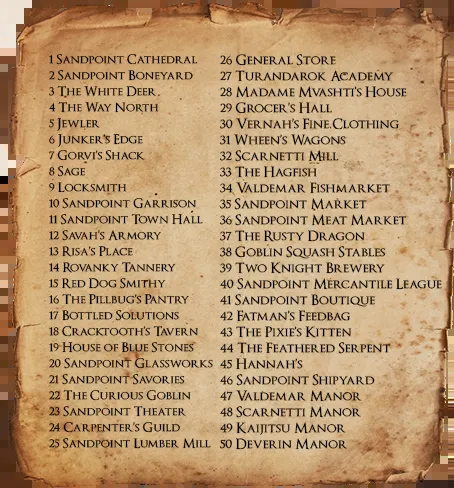 1 Sandpoint Cathedral
2 Sandpoint Boneyard
3 The White Deer
4 The Way North
5 Jewler
6 Junker's Edge
7 Gorvi's Shack
8 Sage
9 Locksmith
10 Sandpoint Garrison
11 Sandpoint Town Hall
12 Savah's Armory
13 Risa's Place
14 Rovanky Tannery
15 Red Dog Smithy
16 The Pillbug's Pantry
17 Bottled Solutions
18 Cracktooth's Tavern
19 House of Blue Stones
20 Sandpoint Glassworks
21 Sandpoint Savories
22 The Curious Goblin
23 Sandpoint Theater
24 Carpenter's Guild
25 Sandpoint Lumber Mill
26 General Store
27 Turandarok Academy
28 Madame Mvashti's House
29 Grocer's Hall
30 Vernah's Fine Clothing
31 Wheen's Wagons
32 Scarnetti Mill
33 The Hagfish
34 Valdemar Fishmarket
35 Sandpoint Market
36 Sandpoint Meat Market
37 The Rusty Dragon
38 Goblin Squash Stables
39 Two Knight Brewery
40 Sandpoint Mercantile League
41 Sandpoint Boutique
42 Fatman's Feedbag
43 The Pixie's Kitten
44 The Feathered Serpent
45 Hannah's
46 Sandpoint Shipyard
47 Valdemar Manor
48 Scarnetti Manor
49 Kaijitsu Manor
50 Deverin Manor